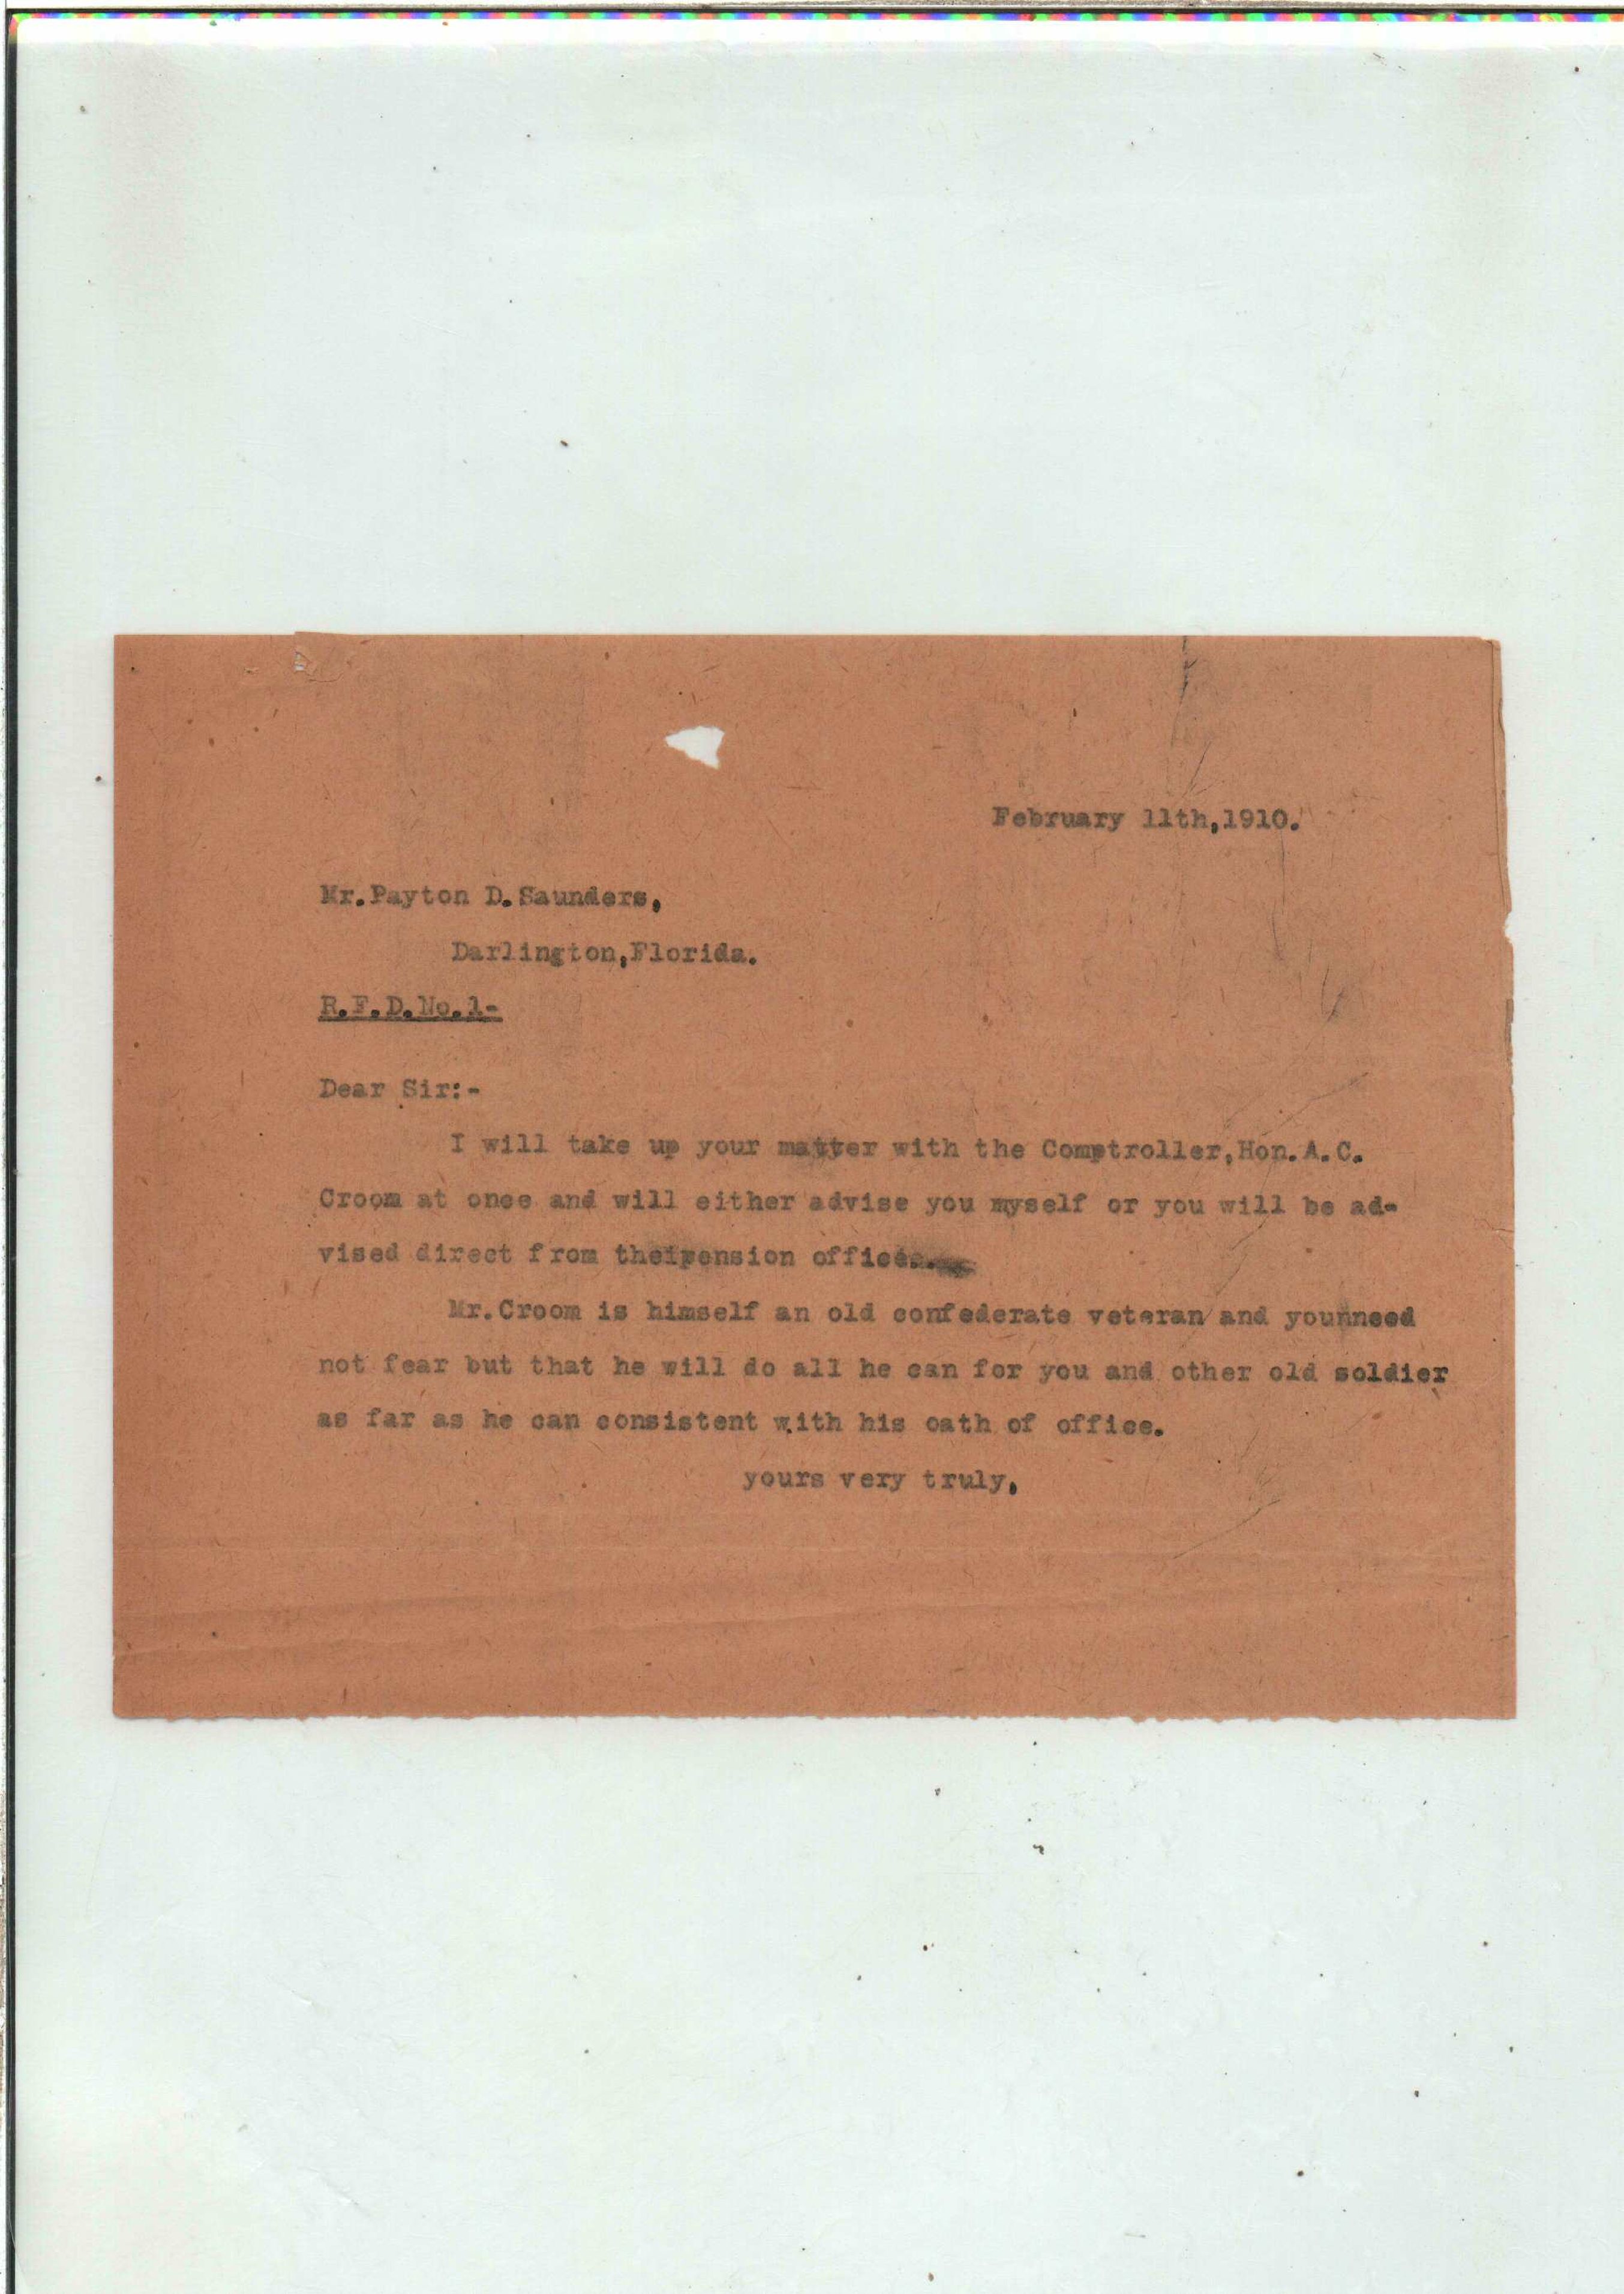 February 11th,1910.
Mr.Payton D.Saunders,
Darlington,Florida.
R.F.D.No.1-
Dear Sir:-
I will take up your matter with the Comptroller,Hon.A.C.
Croom at once and will either advise you myself or you will be ad-
vised direct from the pension office.
Mr.Croom is himself an old confederate veteran and younneed
not fear but that he will do all he can for you and other old soldier
as far as he can consistent with his oath of office.
yours very truly,